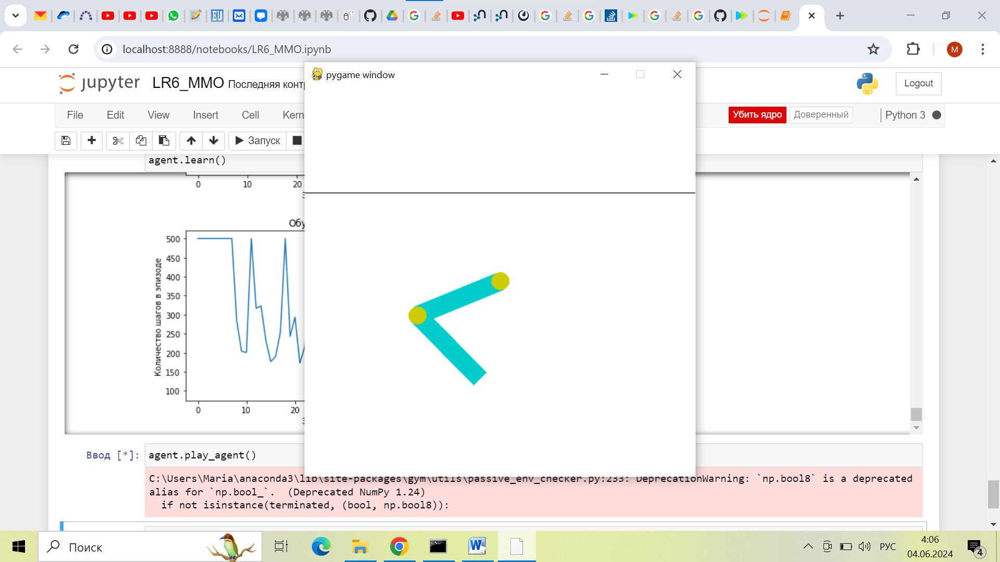 localhost:8888/notebooks/LR6_MMO.ipynb
M
pygame window
jupyter LR6_MMO Последняя контр
Logout
File Edit View Insert Cell Kern
Убить ядро Доверенный Python 3
Запуск
agent.learn()
0 10 20
Обу
500
450
400
350
300
250
200
150
100
Количество шагов в эпизоде
0 10 20
Ввод [*]: agent.play_agent()
C:\Users\Maria\anaconda3\lib\site-packages\gym\utils\passive_env_checker.py:233: DeprecationWarning: `np.bool8` is a deprecated
alias for `np.bool_`.  (Deprecated NumPy 1.24)
if not isinstance(terminated, (bool, np.bool8)):
Поиск
РУС
4:06
04.06.2024
4